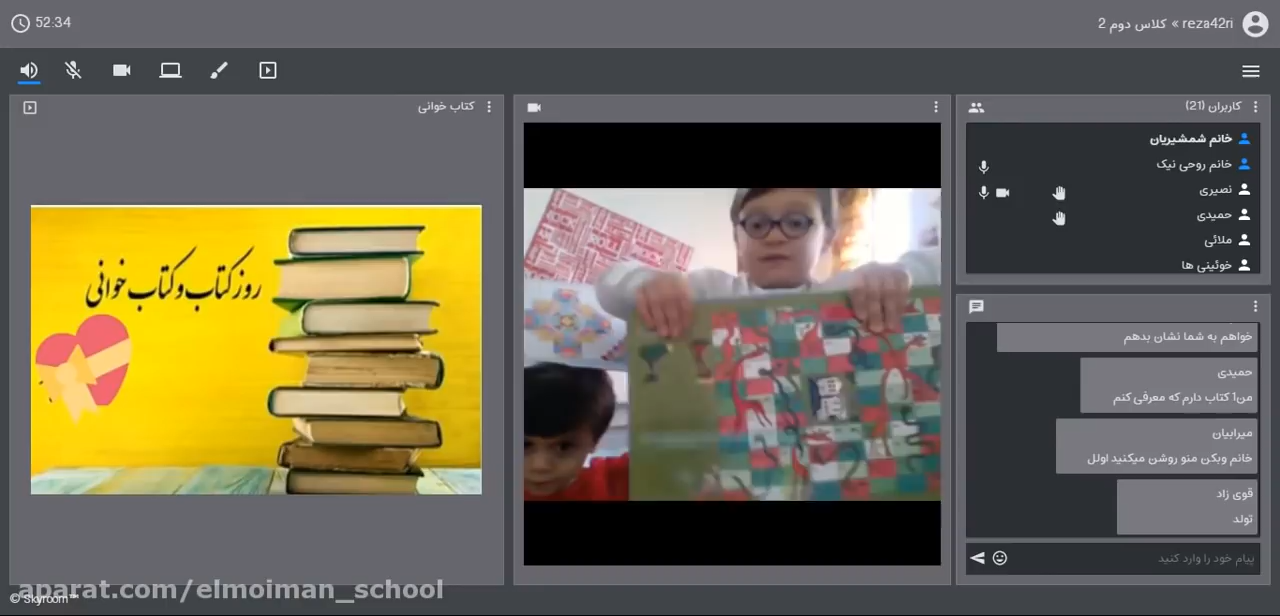 52.34
reza42ri » کلاس دوم 2
کتاب خوانی
روز کتاب و کتاب خوانی
کاربران (21)
خانم شمشیریان
خانم روحی نیک
نصیری
حمیدی
ملائی
خوئینی ها
خواهم به شما نشان بدهم
حمیدی
من1 کتاب دارم که معرفی کنم
میرابیان
خانم وبکن منو روشن میکنید اولل
قوی زاد
تولد
پیام خود را وارد کنید
aparat.com/elmoiman_school
© Skyroom™